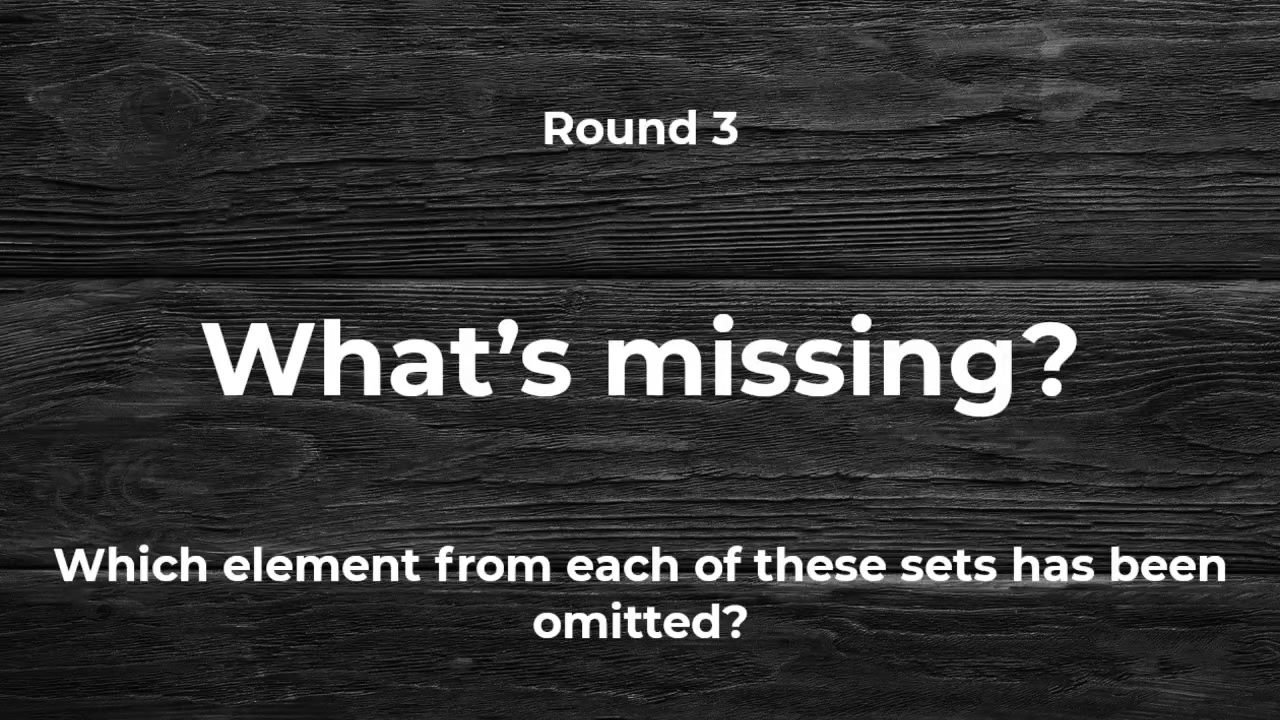 Round 3
What’s missing?
Which element from each of these sets has been
omitted?